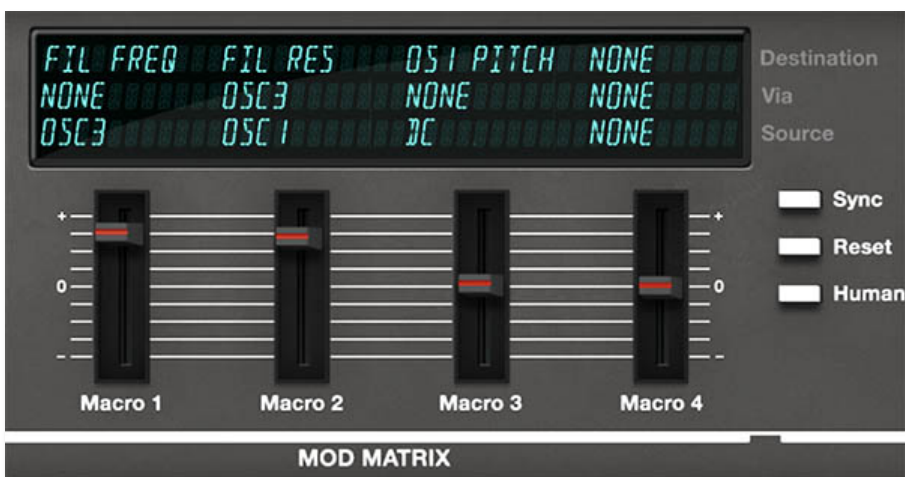 FIL FREQ FIL RES OS1 PITCH NONE Destination
NONE OSC3 NONE NONE Via
OSC3 OSC1 DC NONE Source
Sync
+ +
Reset
0 0
Human
- -
Macro 1 Macro 2 Macro 3 Macro 4
MOD MATRIX